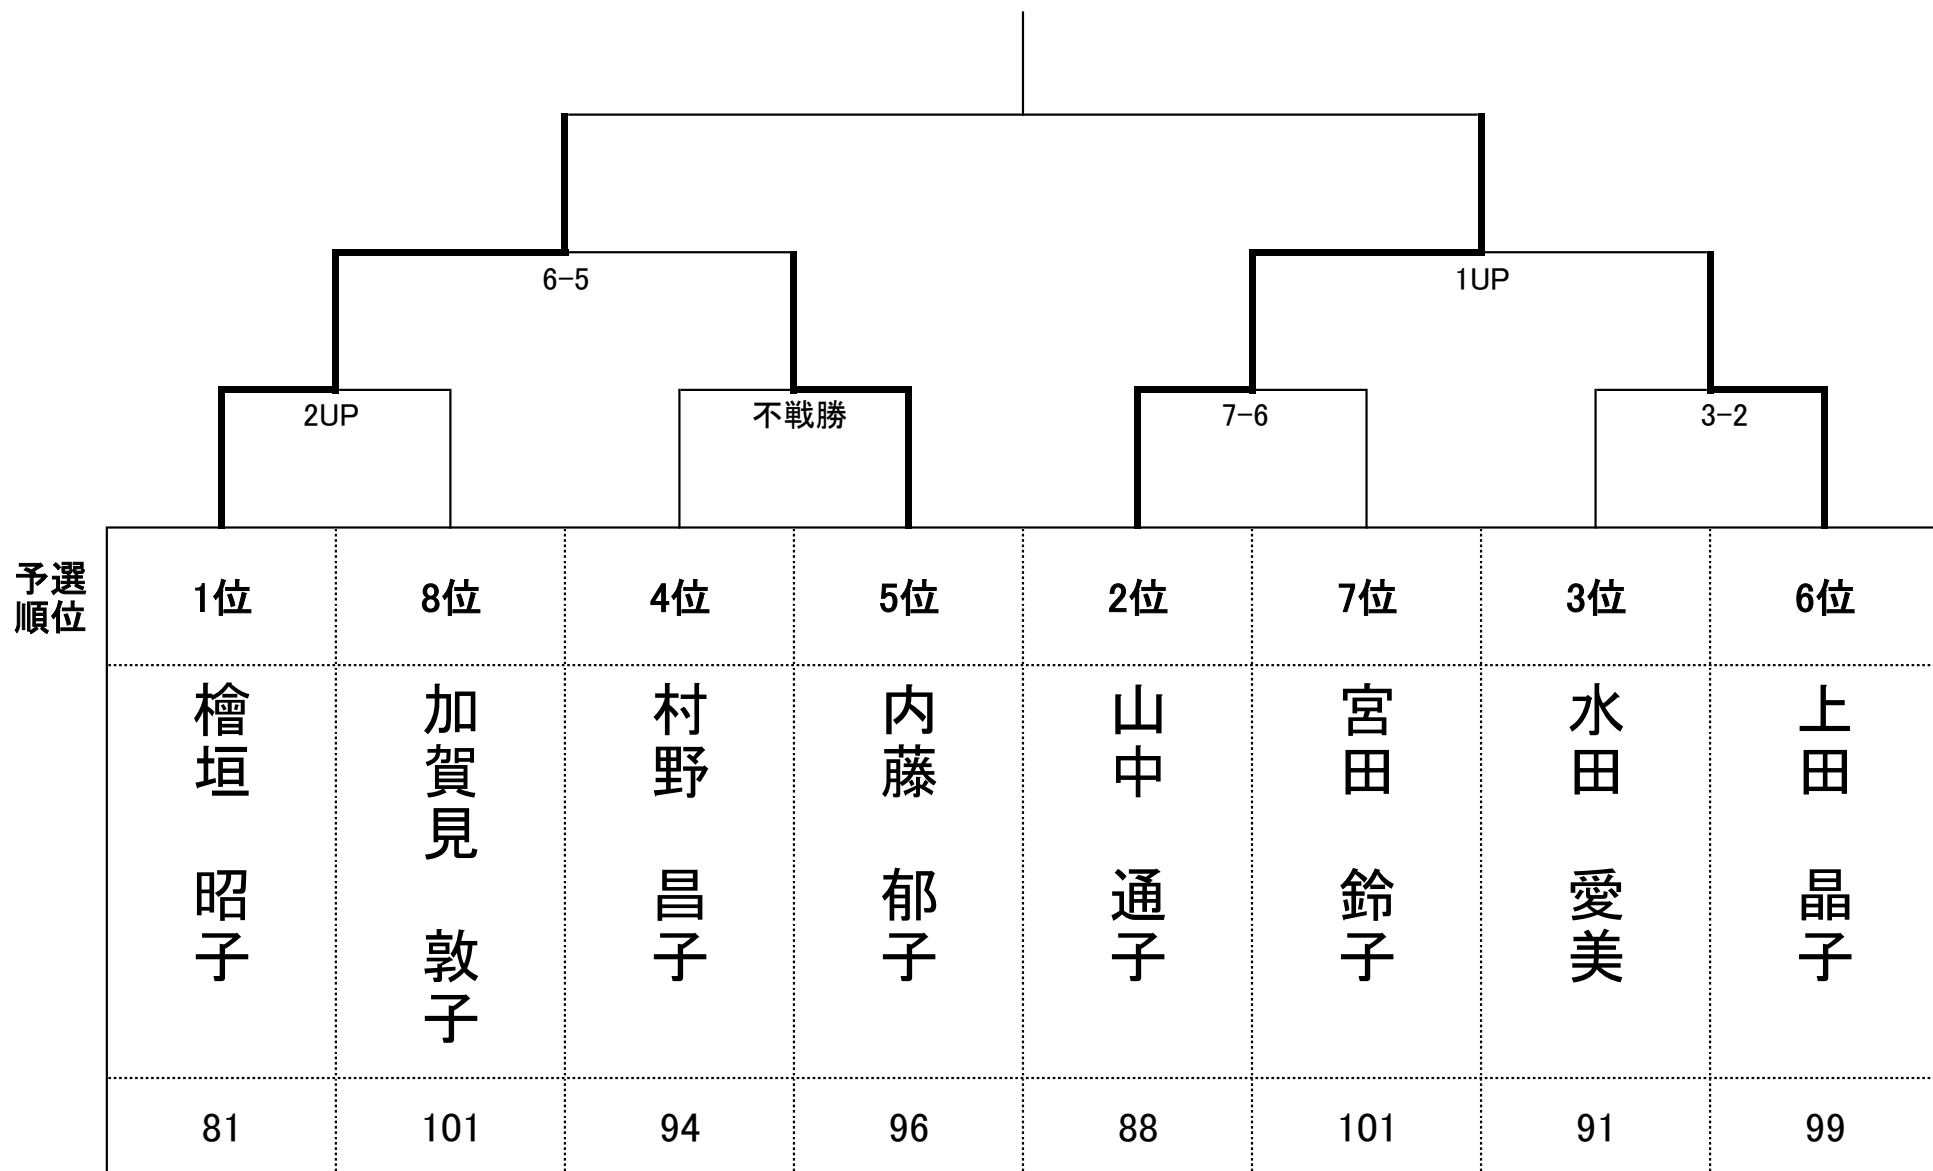 6-5
1UP
2UP
不戦勝
7-6
3-2
予選
順位
1位
8位
4位
5位
2位
7位
3位
6位
檜垣 昭子
加賀見 敦子
村野 昌子
内藤 郁子
山中 通子
宮田 鈴子
水田 愛美
上田 晶子
81
101
94
96
88
101
91
99